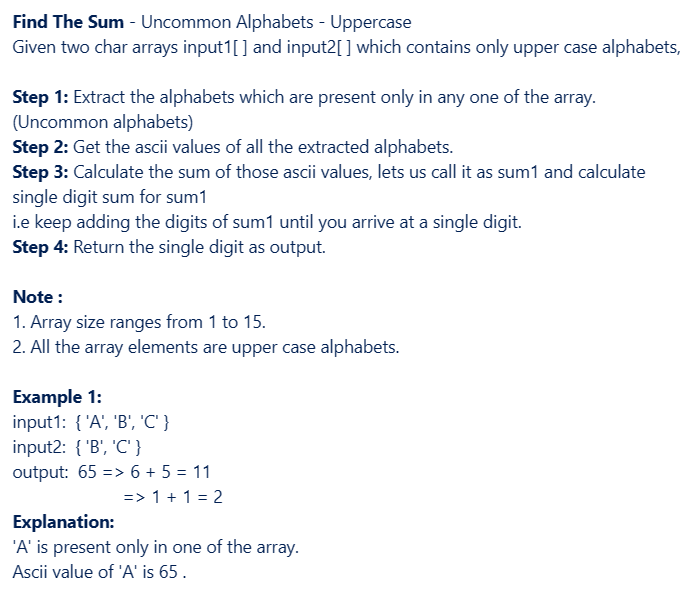 Find The Sum - Uncommon Alphabets - Uppercase
Given two char arrays input1[ ] and input2[ ] which contains only upper case alphabets,
Step 1: Extract the alphabets which are present only in any one of the array.
(Uncommon alphabets)
Step 2: Get the ascii values of all the extracted alphabets.
Step 3: Calculate the sum of those ascii values, lets us call it as sum1 and calculate
single digit sum for sum1
i.e keep adding the digits of sum1 until you arrive at a single digit.
Step 4: Return the single digit as output.
Note :
1. Array size ranges from 1 to 15.
2. All the array elements are upper case alphabets.
Example 1:
input1: { 'A', 'B', 'C' }
input2: { 'B', 'C' }
output: 65 => 6 + 5 = 11
=> 1 + 1 = 2
Explanation:
'A' is present only in one of the array.
Ascii value of 'A' is 65 .